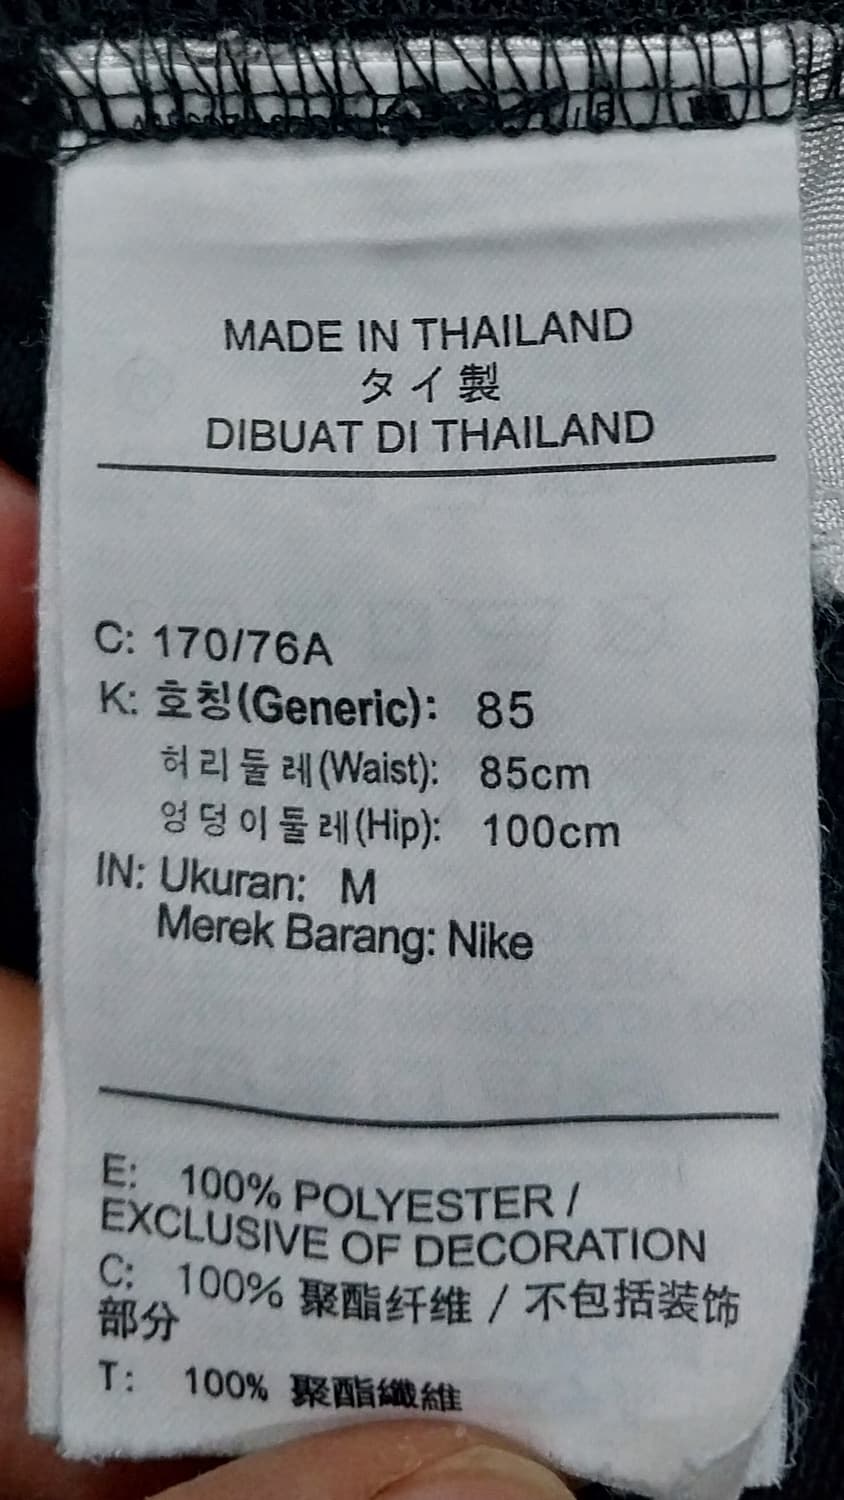 MADE IN THAILAND
タイ製
DIBUAT DI THAILAND
C: 170/76A
K: 호칭(Generic): 85
허리둘레(Waist): 85cm
엉덩이둘레(Hip): 100cm
IN: Ukuran: M
Merek Barang: Nike
E: 100% POLYESTER /
EXCLUSIVE OF DECORATION
C: 100% 聚酯纤维 / 不包括装饰
部分
T: 100% 聚酯纖維